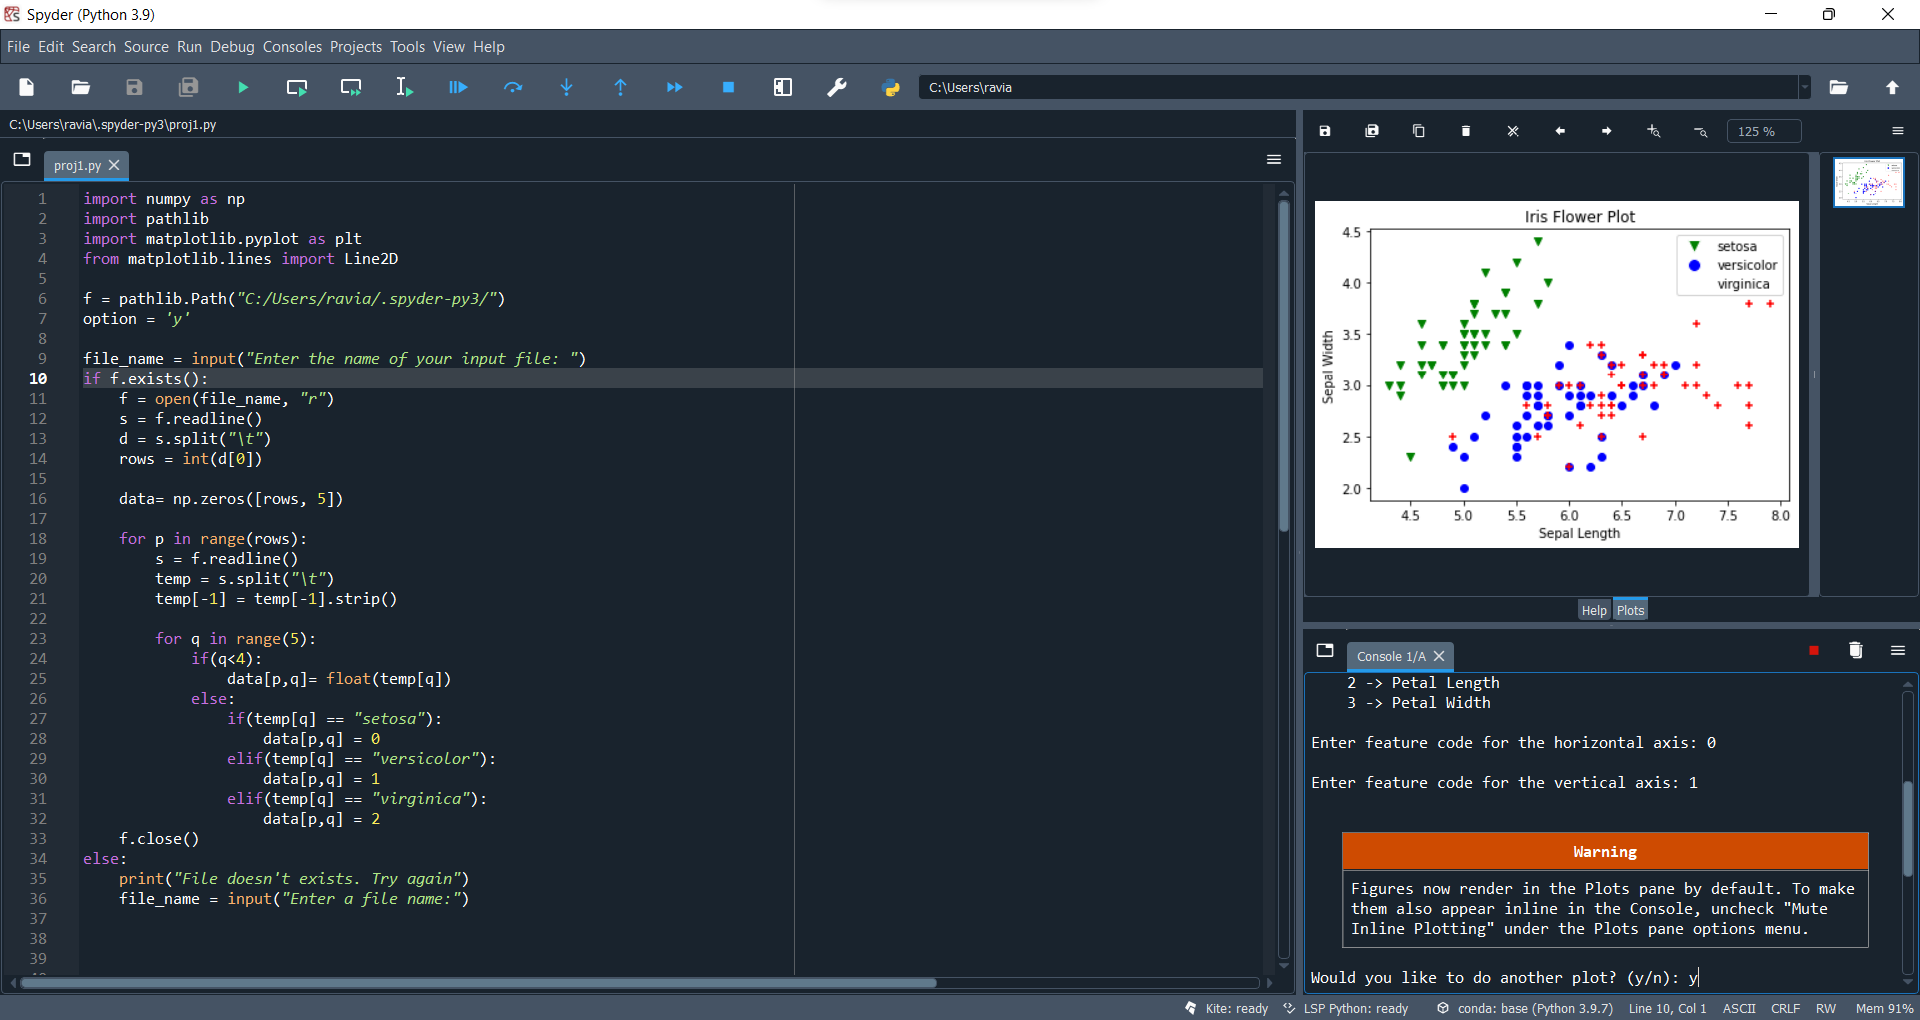 Spyder (Python 3.9)
File Edit Search Source Run Debug Consoles Projects Tools View Help
C:\Users\ravia
C:\Users\ravia\.spyder-py3\proj1.py
proj1.py
1 import numpy as np
2 import pathlib
3 import matplotlib.pyplot as plt
4 from matplotlib.lines import Line2D
5
6 f = pathlib.Path("C:/Users/ravia/.spyder-py3/")
7 option = 'y'
8
9 file_name = input("Enter the name of your input file: ")
10 if f.exists():
11 f = open(file_name, "r")
12 s = f.readline()
13 d = s.split("\t")
14 rows = int(d[0])
15
16 data= np.zeros([rows, 5])
17
18 for p in range(rows):
19 s = f.readline()
20 temp = s.split("\t")
21 temp[-1] = temp[-1].strip()
22
23 for q in range(5):
24 if(q<4):
25 data[p,q]= float(temp[q])
26 else:
27 if(temp[q] == "setosa"):
28 data[p,q] = 0
29 elif(temp[q] == "versicolor"):
30 data[p,q] = 1
31 elif(temp[q] == "virginica"):
32 data[p,q] = 2
33 f.close()
34 else:
35 print("File doesn't exists. Try again")
36 file_name = input("Enter a file name:")
37
38
39
125 %
Iris Flower Plot
setosa
versicolor
virginica
Sepal Width
4.5
4.0
3.5
3.0
2.5
2.0
4.5 5.0 5.5 6.0 6.5 7.0 7.5 8.0
Sepal Length
Help Plots
Console 1/A
2 -> Petal Length
3 -> Petal Width
Enter feature code for the horizontal axis: 0
Enter feature code for the vertical axis: 1
Warning
Figures now render in the Plots pane by default. To make
them also appear inline in the Console, uncheck "Mute
Inline Plotting" under the Plots pane options menu.
Would you like to do another plot? (y/n): y
Kite: ready LSP Python: ready conda: base (Python 3.9.7) Line 10, Col 1 ASCII CRLF RW Mem 91%